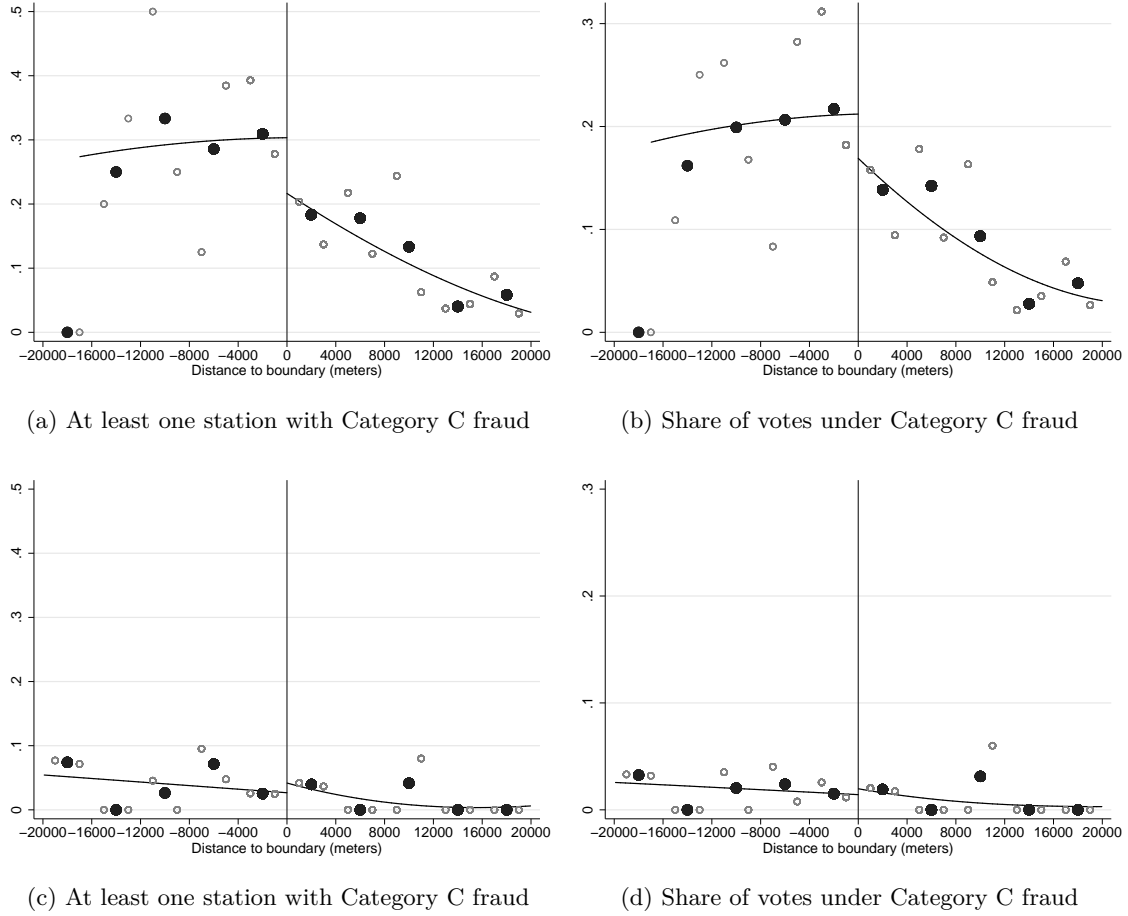 .5
.4
.3
.2
.1
0
−20000 −16000 −12000 −8000 −4000 0 4000 8000 12000 16000 20000
Distance to boundary (meters)
(a) At least one station with Category C fraud
.3
.2
.1
0
−20000 −16000 −12000 −8000 −4000 0 4000 8000 12000 16000 20000
Distance to boundary (meters)
(b) Share of votes under Category C fraud
.5
.4
.3
.2
.1
0
−20000 −16000 −12000 −8000 −4000 0 4000 8000 12000 16000 20000
Distance to boundary (meters)
(c) At least one station with Category C fraud
.3
.2
.1
0
−20000 −16000 −12000 −8000 −4000 0 4000 8000 12000 16000 20000
Distance to boundary (meters)
(d) Share of votes under Category C fraud